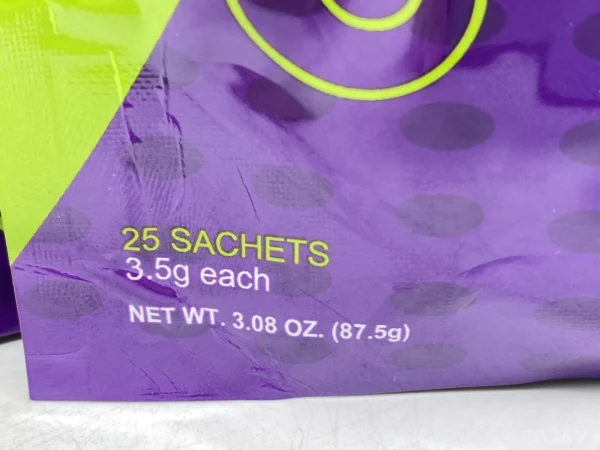 25 SACHETS
3.5g each
NET WT. 3.08 OZ. (87.5g)